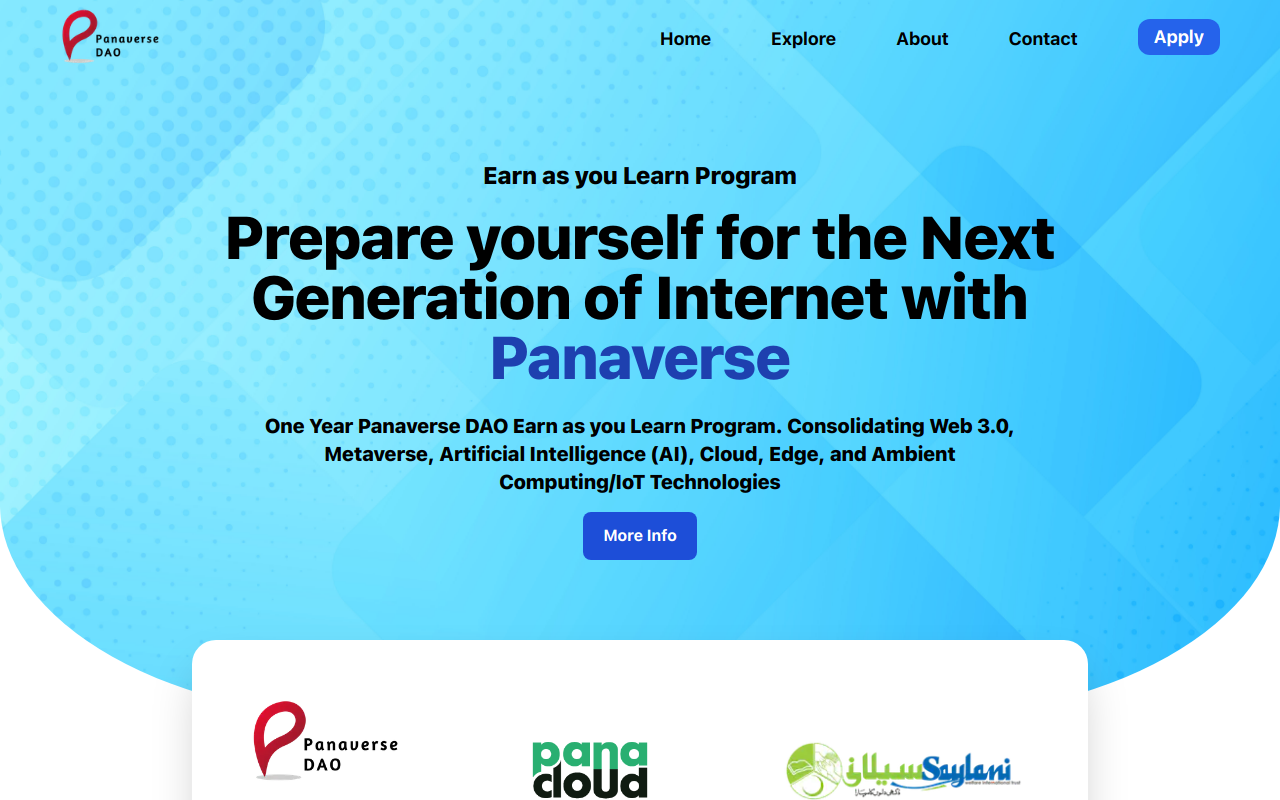 Panaverse
DAO
Home
Explore
About
Contact
Apply
Earn as you Learn Program
Prepare yourself for the Next
Generation of Internet with
Panaverse
One Year Panaverse DAO Earn as you Learn Program. Consolidating Web 3.0,
Metaverse, Artificial Intelligence (AI), Cloud, Edge, and Ambient
Computing/IoT Technologies
More Info
Panaverse
DAO
pana
cloud
سیلانی Saylani
welfare international trust